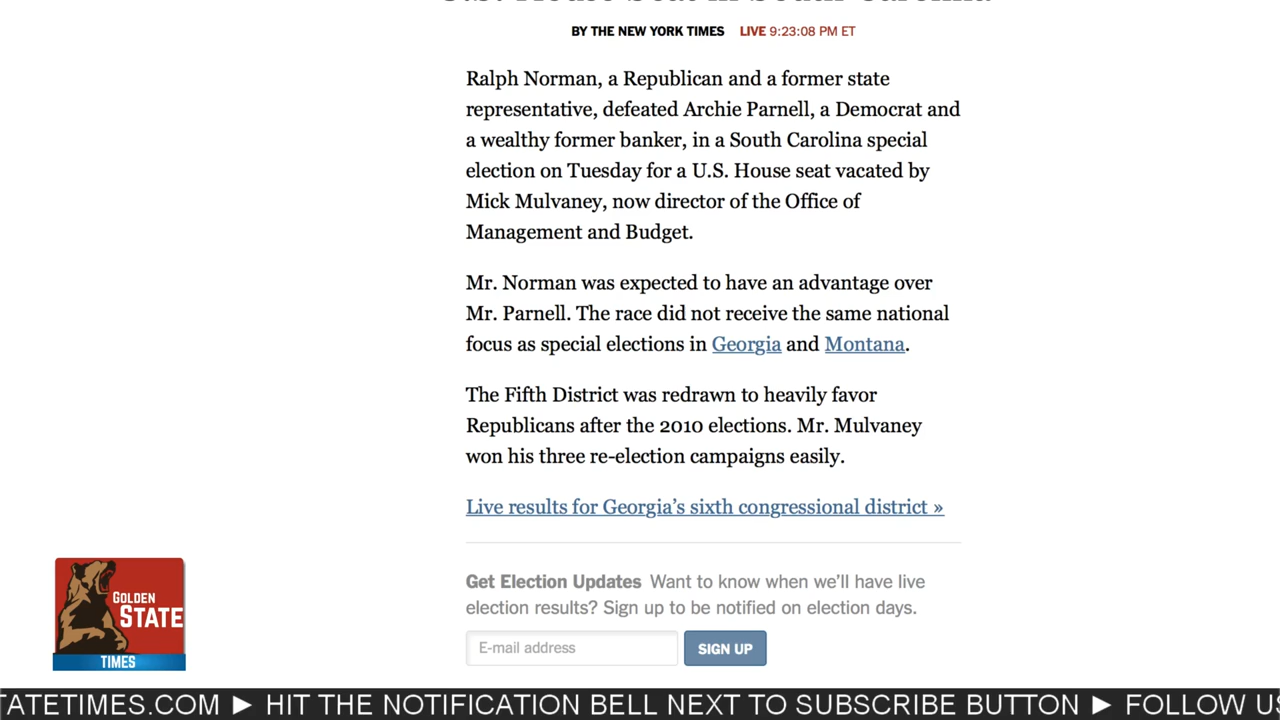 U.S. House Seat in South Carolina
BY THE NEW YORK TIMES LIVE 9:23:08 PM ET
Ralph Norman, a Republican and a former state
representative, defeated Archie Parnell, a Democrat and
a wealthy former banker, in a South Carolina special
election on Tuesday for a U.S. House seat vacated by
Mick Mulvaney, now director of the Office of
Management and Budget.
Mr. Norman was expected to have an advantage over
Mr. Parnell. The race did not receive the same national
focus as special elections in Georgia and Montana.
The Fifth District was redrawn to heavily favor
Republicans after the 2010 elections. Mr. Mulvaney
won his three re-election campaigns easily.
Live results for Georgia’s sixth congressional district »
Get Election Updates Want to know when we’ll have live
election results? Sign up to be notified on election days.
E-mail address SIGN UP
GOLDEN
STATE
TIMES
TATETIMES.COM ► HIT THE NOTIFICATION BELL NEXT TO SUBSCRIBE BUTTON ► FOLLOW US